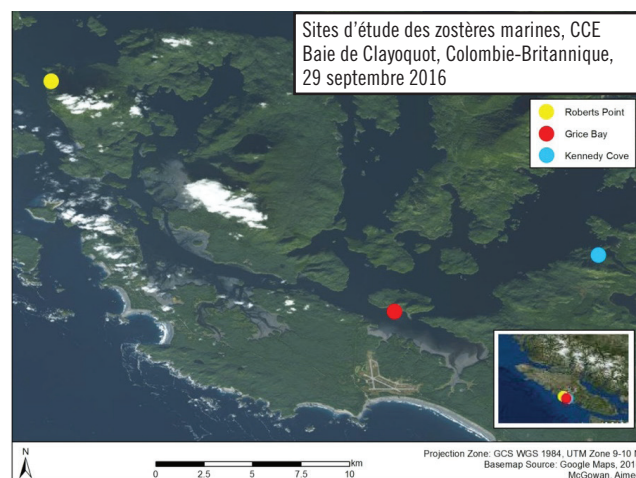 Sites d'étude des zostères marines, CCE
Baie de Clayoquot, Colombie-Britannique,
29 septembre 2016
Roberts Point
Grice Bay
Kennedy Cove
N
0 2.5 5 10
km
Projection Zone: GCS WGS 1984, UTM Zone 9-10 N
Basemap Source: Google Maps, 201
McGowan, Aime